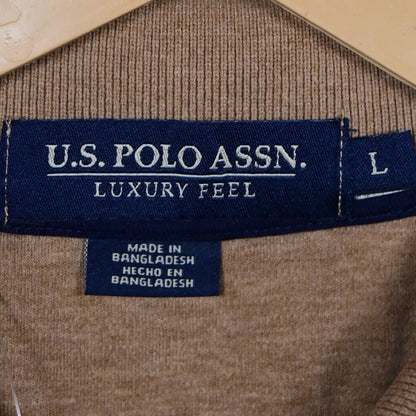 U.S. POLO ASSN.
LUXURY FEEL
L
MADE IN
BANGLADESH
HECHO EN
BANGLADESH